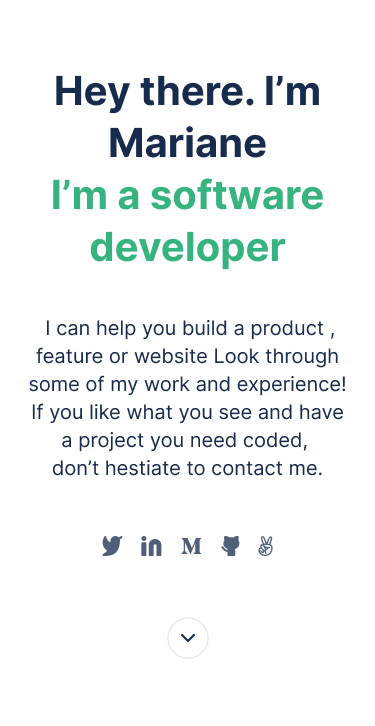 Hey there. I’m
Mariane
I’m a software
developer
I can help you build a product ,
feature or website Look through
some of my work and experience!
If you like what you see and have
a project you need coded,
don’t hestiate to contact me.